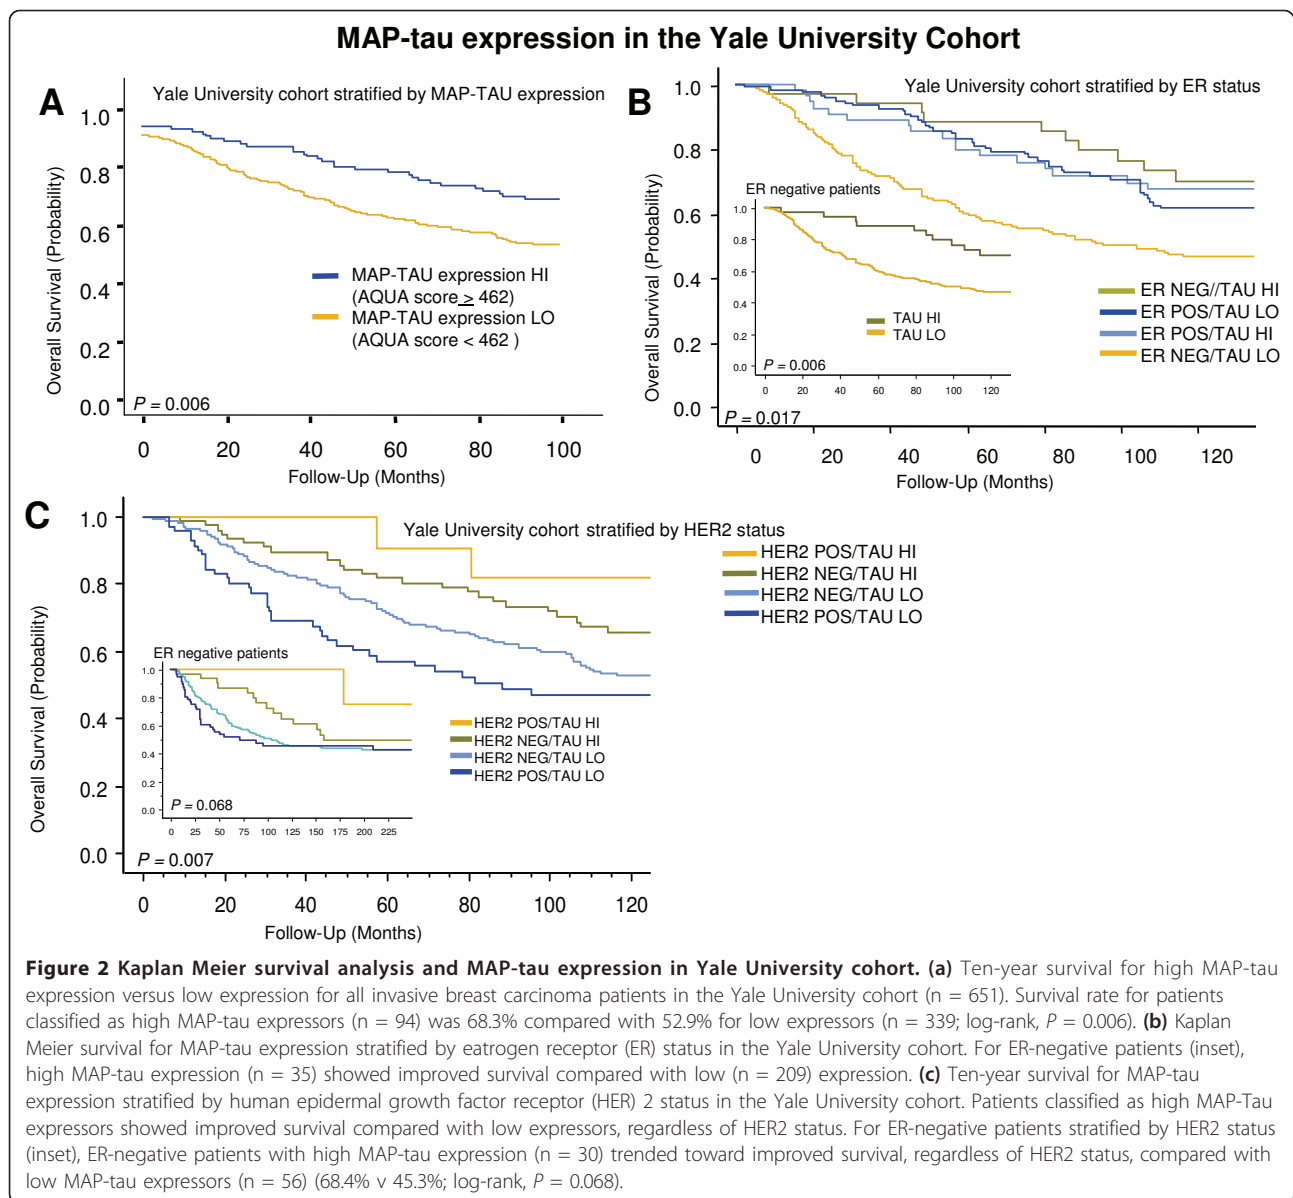 MAP-tau expression in the Yale University Cohort
A
Yale University cohort stratified by MAP-TAU expression
1.0
0.8
0.6
0.4
0.2
0.0
Overall Survival (Probability)
MAP-TAU expression HI
(AQUA score ≥ 462)
MAP-TAU expression LO
(AQUA score < 462 )
P = 0.006
0 20 40 60 80 100
Follow-Up (Months)
B
Yale University cohort stratified by ER status
1.0
0.8
0.6
0.4
0.2
0.0
Overall Survival (Probability)
ER negative patients
1.0
0.8
0.6
0.4
0.2
0.0
TAU HI
TAU LO
P = 0.006
0 20 40 60 80 100 120
ER NEG//TAU HI
ER POS/TAU LO
ER POS/TAU HI
ER NEG/TAU LO
P = 0.017
0 20 40 60 80 100 120
Follow-Up (Months)
C
Yale University cohort stratified by HER2 status
1.0
0.8
0.6
0.4
0.2
0.0
Overall Survival (Probability)
HER2 POS/TAU HI
HER2 NEG/TAU HI
HER2 NEG/TAU LO
HER2 POS/TAU LO
ER negative patients
1.0
0.8
0.6
0.4
0.2
0.0
HER2 POS/TAU HI
HER2 NEG/TAU HI
HER2 NEG/TAU LO
HER2 POS/TAU LO
P = 0.068
0 25 50 75 100 125 150 175 200 225
P = 0.007
0 20 40 60 80 100 120
Follow-Up (Months)
Figure 2 Kaplan Meier survival analysis and MAP-tau expression in Yale University cohort. (a) Ten-year survival for high MAP-tau
expression versus low expression for all invasive breast carcinoma patients in the Yale University cohort (n = 651). Survival rate for patients
classified as high MAP-tau expressors (n = 94) was 68.3% compared with 52.9% for low expressors (n = 339; log-rank, P = 0.006). (b) Kaplan
Meier survival for MAP-tau expression stratified by eatrogen receptor (ER) status in the Yale University cohort. For ER-negative patients (inset),
high MAP-tau expression (n = 35) showed improved survival compared with low (n = 209) expression. (c) Ten-year survival for MAP-tau
expression stratified by human epidermal growth factor receptor (HER) 2 status in the Yale University cohort. Patients classified as high MAP-Tau
expressors showed improved survival compared with low expressors, regardless of HER2 status. For ER-negative patients stratified by HER2 status
(inset), ER-negative patients with high MAP-tau expression (n = 30) trended toward improved survival, regardless of HER2 status, compared with
low MAP-tau expressors (n = 56) (68.4% v 45.3%; log-rank, P = 0.068).